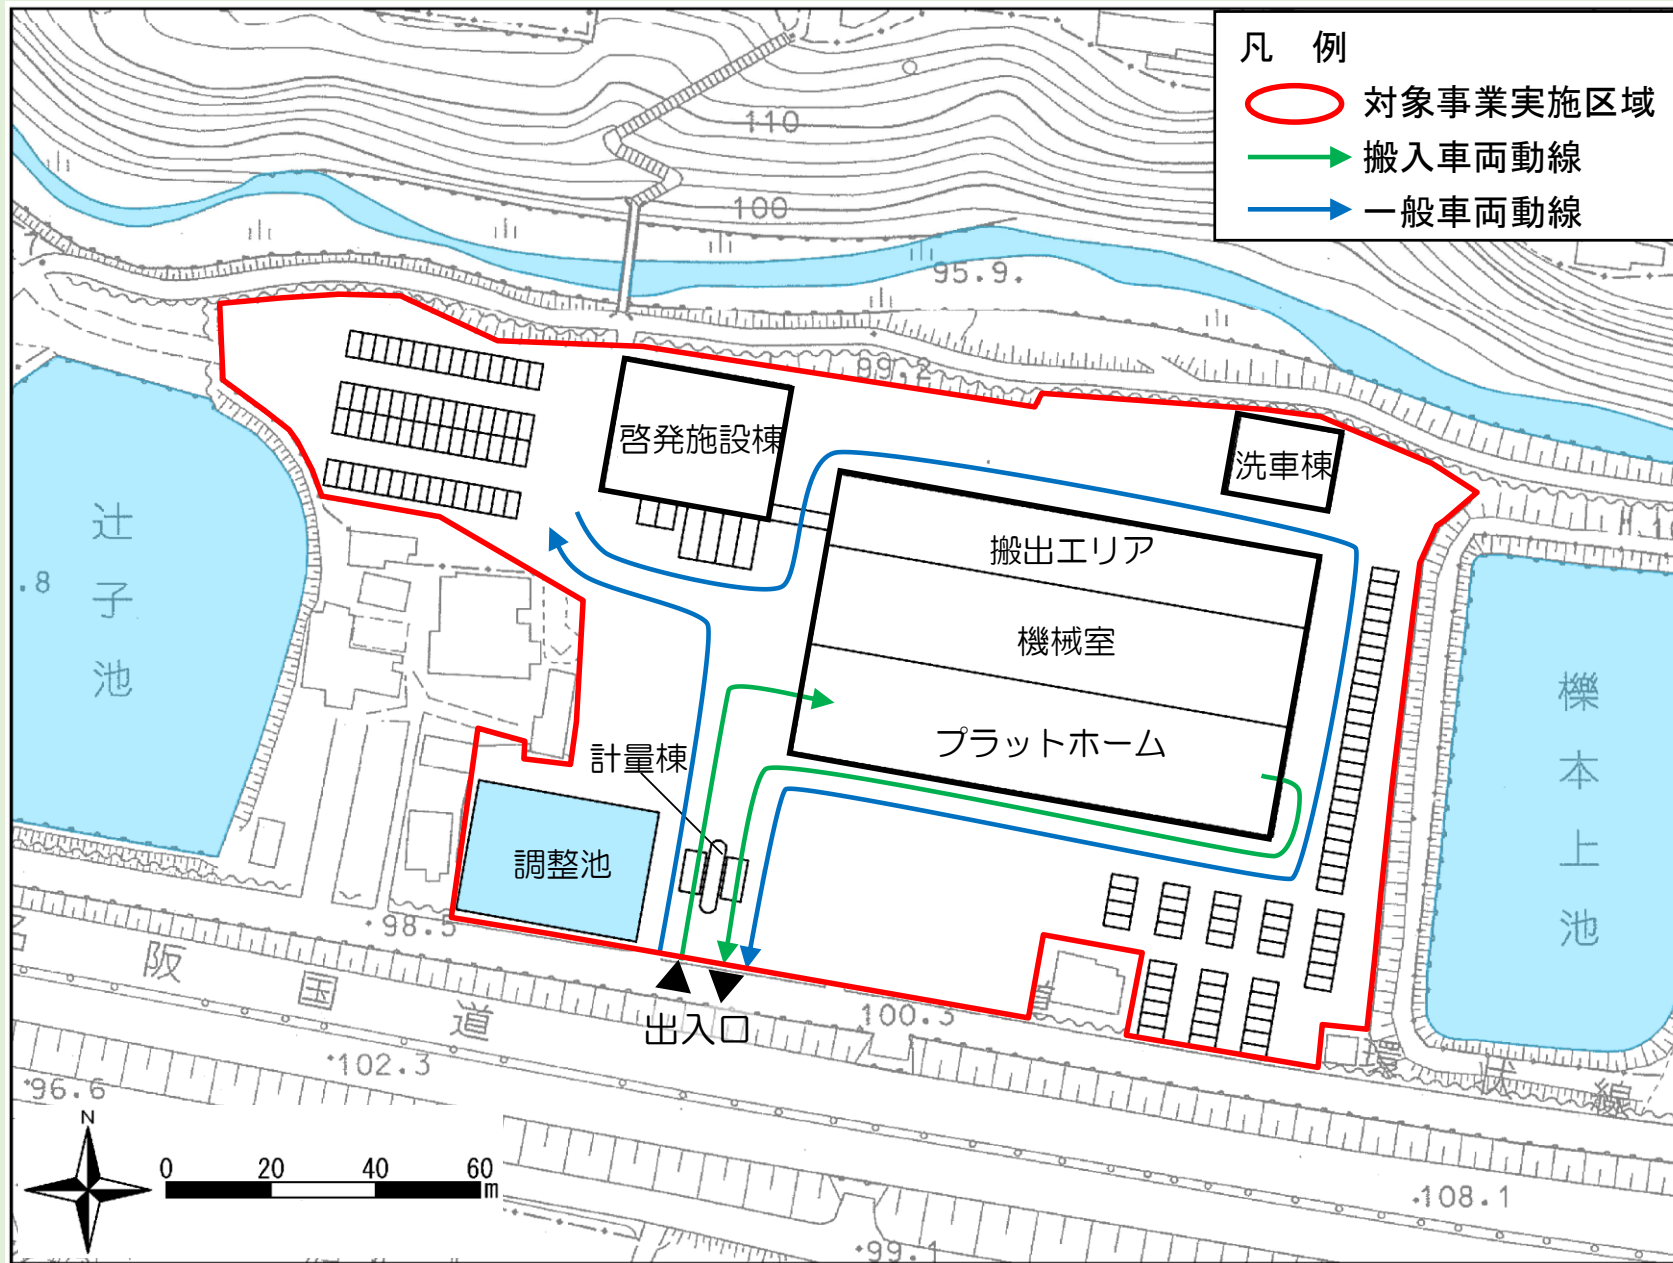 凡 例
対象事業実施区域
搬入車両動線
一般車両動線
110
100
95.9.
99.2
啓発施設棟
洗車棟
搬出エリア
機械室
プラットホーム
計量棟
調整池
出入口
辻子池
.8
櫟本上池
98.5
名阪国道
100.3
環状線
102.3
96.6
108.1
99.1
N
0 20 40 60
m